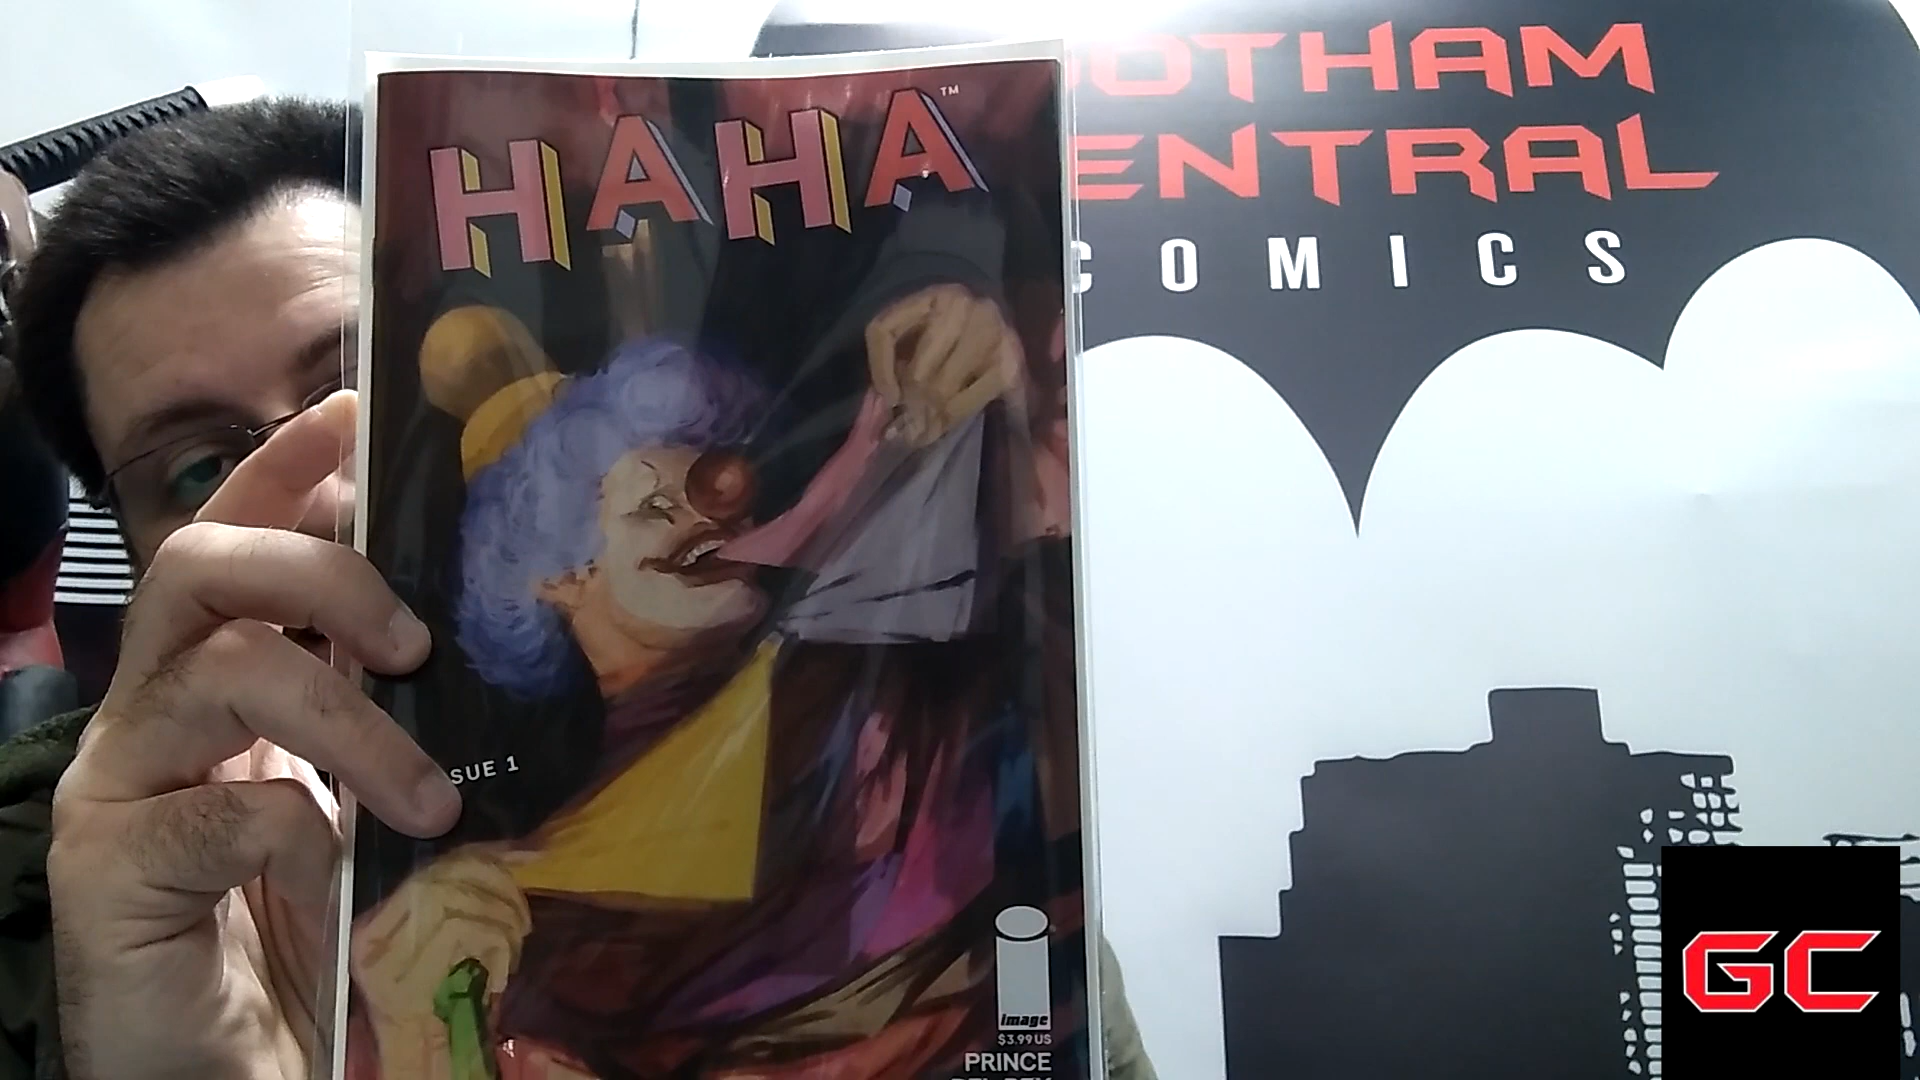 HAHA™
SUE 1
image
$3.99US
PRINCE
OTHAM
ENTRAL
COMICS
GC